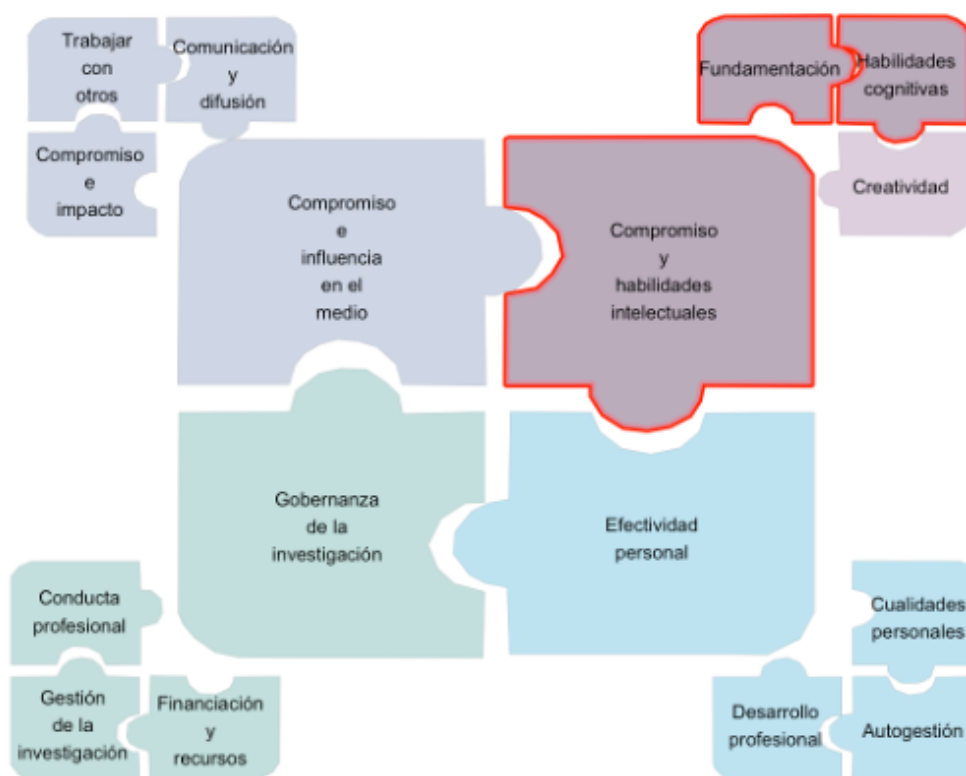 Trabajar
con
otros
Comunicación
y
difusión
Compromiso
e
impacto
Fundamentación
Habilidades
cognitivas
Creatividad
Compromiso
e
influencia
en el
medio
Compromiso
y
habilidades
intelectuales
Gobernanza
de la
investigación
Efectividad
personal
Conducta
profesional
Gestión
de la
investigación
Financiación
y
recursos
Cualidades
personales
Desarrollo
profesional
Autogestión